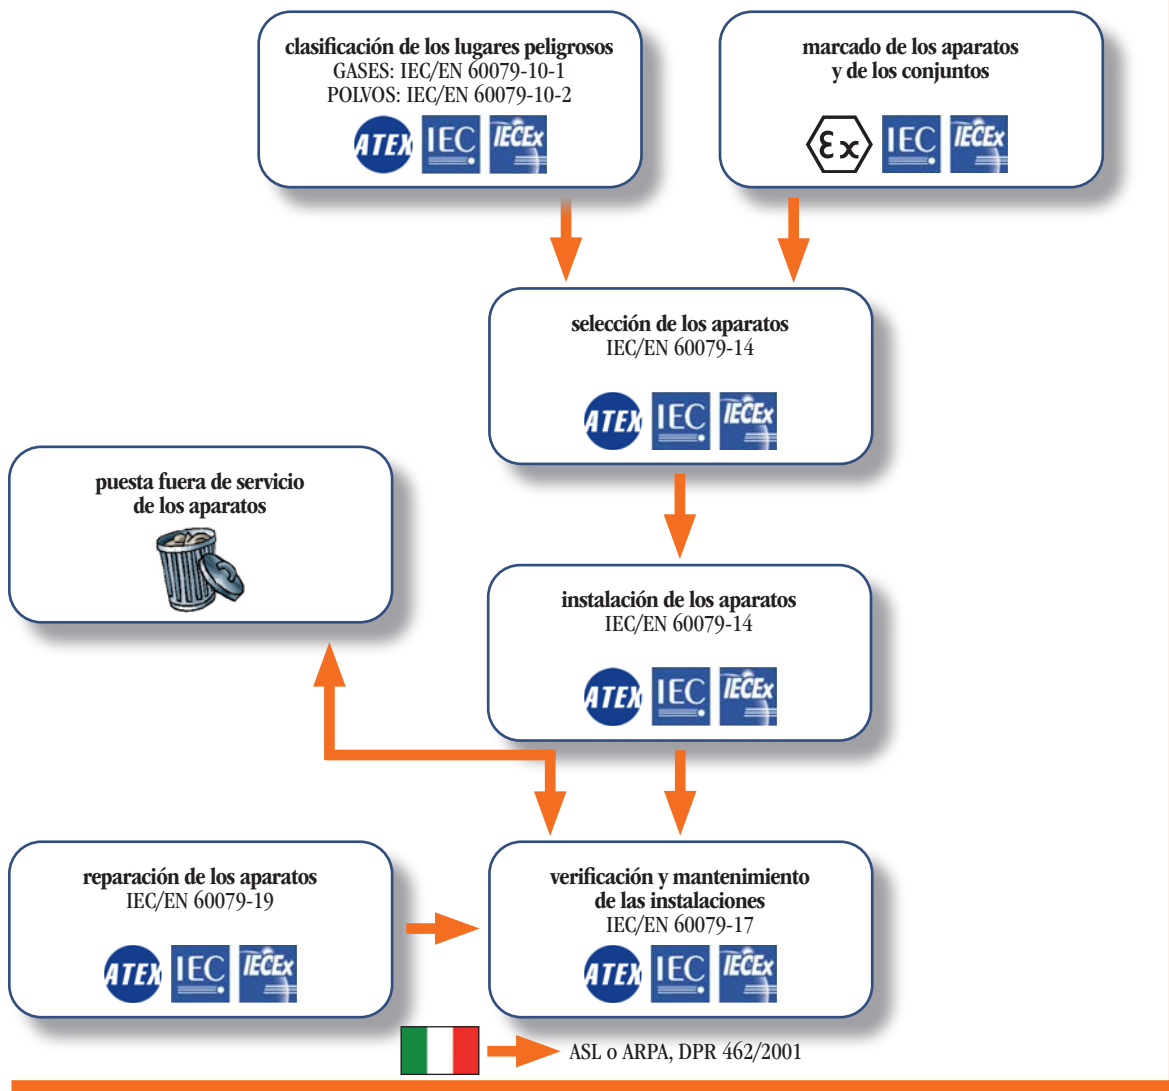 clasificación de los lugares peligrosos
GASES: IEC/EN 60079-10-1
POLVOS: IEC/EN 60079-10-2
ATEX IEC IECEx
marcado de los aparatos
y de los conjuntos
Ex IEC IECEx
selección de los aparatos
IEC/EN 60079-14
ATEX IEC IECEx
puesta fuera de servicio
de los aparatos
instalación de los aparatos
IEC/EN 60079-14
ATEX IEC IECEx
reparación de los aparatos
IEC/EN 60079-19
ATEX IEC IECEx
verificación y mantenimiento
de las instalaciones
IEC/EN 60079-17
ATEX IEC IECEx
ASL o ARPA, DPR 462/2001